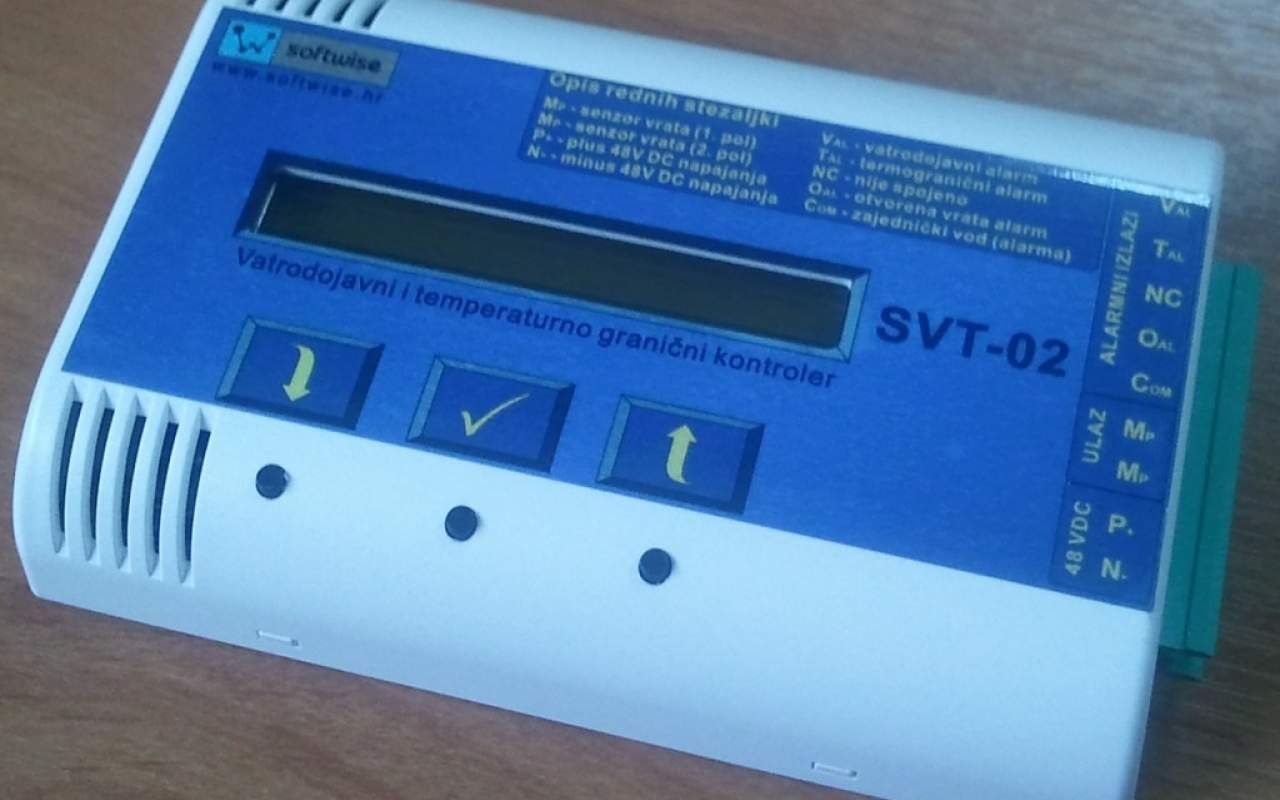 softwise
www.softwise.hr
Opis rednih stezaljki
MP - senzor vrata (1. pol)
MP - senzor vrata (2. pol)
P+ - plus 48V DC napajanja
N- - minus 48V DC napajanja
VAL - vatrodojavni alarm
TAL - termogranični alarm
NC - nije spojeno
OAL - otvorena vrata alarm
COM - zajednički vod (alarma)
Vatrodojavni i temperaturno granični kontroler
SVT-02
ALARMNI IZLAZI
VAL
TAL
NC
OAL
COM
ULAZ
MP
MP
48 VDC
P+
N-